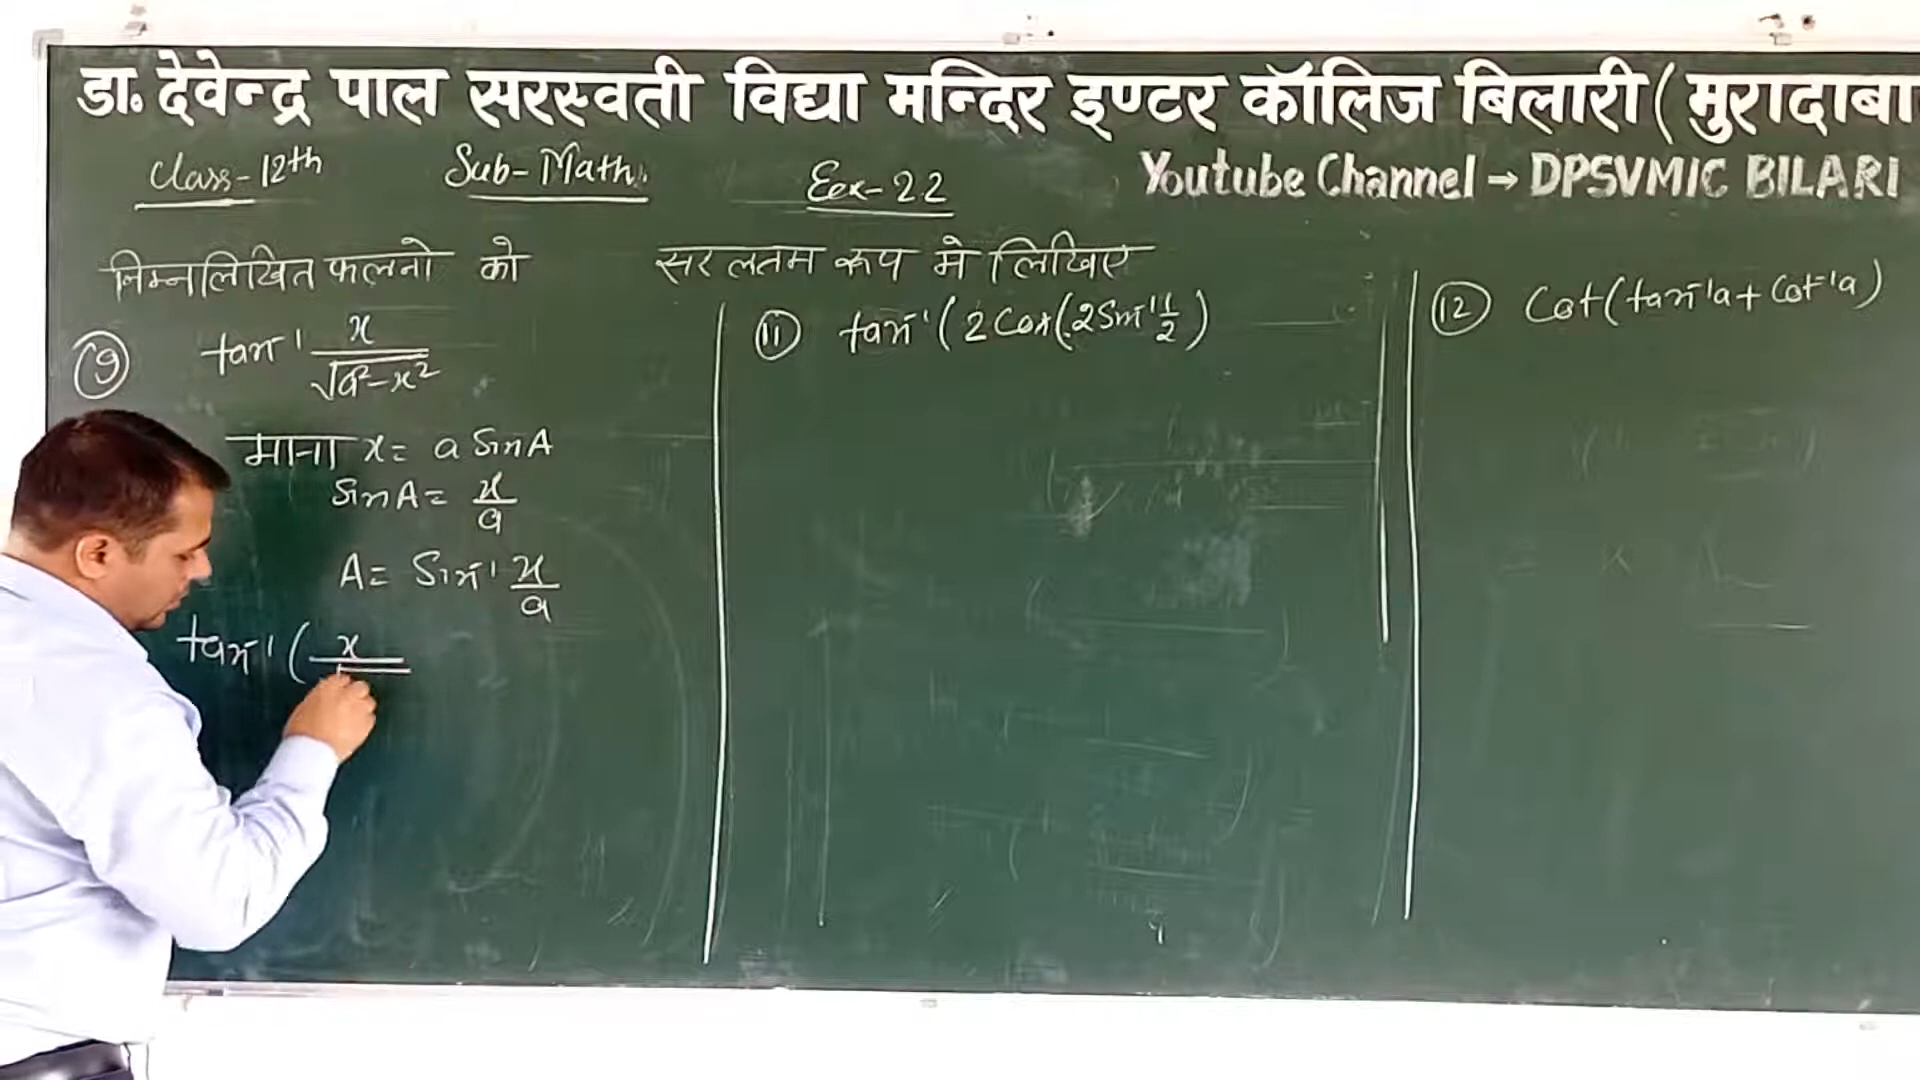 डा. देवेन्द्र पाल सरस्वती विद्या मन्दिर इण्टर कॉलिज बिलारी ( मुरादाबा
Class-12th Sub-Math. Eex-2.2 Youtube Channel → DPSVMIC BILARI
निम्नलिखित फलनो को सरलतम रूप मे लिखिए
(9) tan⁻¹ x/√a²-x²
माना x = a Sin A
Sin A = x/a
A = Sin⁻¹ x/a
tan⁻¹ ( x/√
(11) tan⁻¹ ( 2 Cos ( 2 Sin⁻¹ 1/2 )
(12) Cot ( tan⁻¹a + Cot⁻¹a )